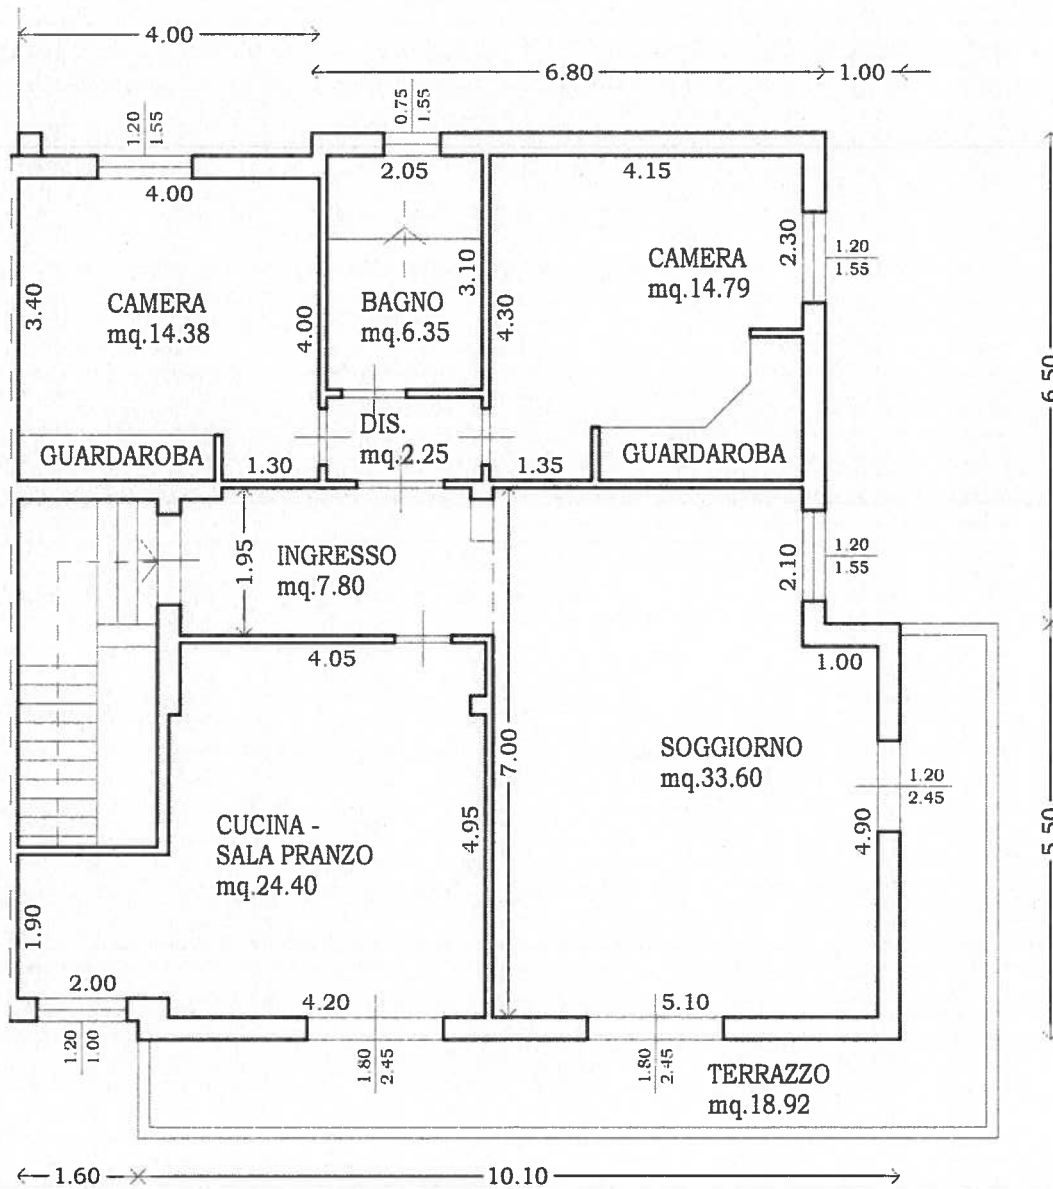 4.00
6.80
1.00
1.20
1.55
0.75
1.55
4.00
2.05
4.15
2.30
1.20
1.55
3.40
CAMERA
mq.14.38
4.00
BAGNO
mq.6.35
3.10
4.30
CAMERA
mq.14.79
6.50
DIS.
mq.2.25
GUARDAROBA
1.30
1.35
GUARDAROBA
1.95
INGRESSO
mq.7.80
2.10
1.20
1.55
4.05
1.00
7.00
SOGGIORNO
mq.33.60
1.20
2.45
CUCINA -
SALA PRANZO
mq.24.40
4.95
4.90
5.50
1.90
2.00
4.20
5.10
1.20
1.00
1.80
2.45
1.80
2.45
TERRAZZO
mq.18.92
1.60
10.10